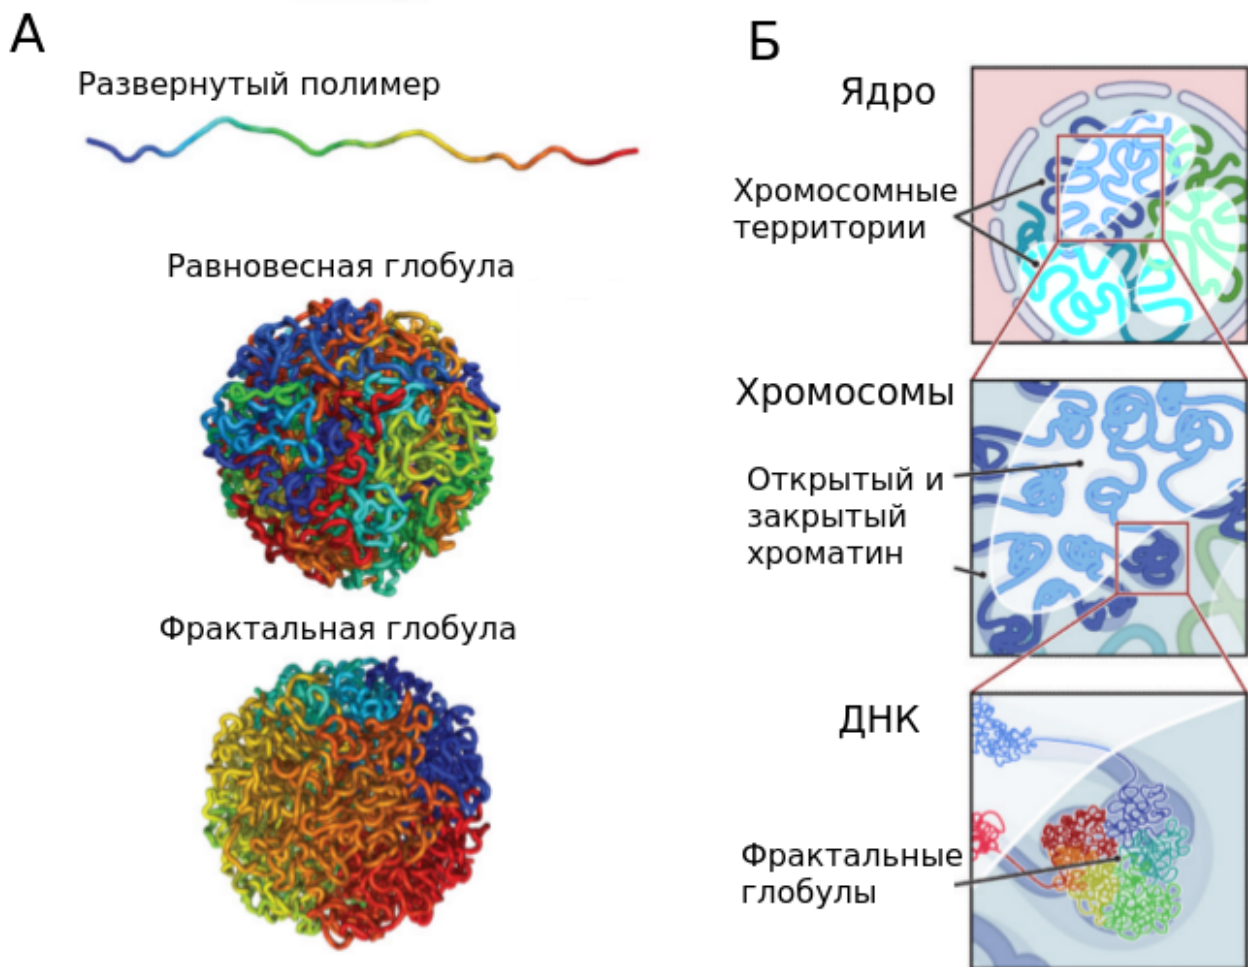 А
Развернутый полимер
Равновесная глобула
Фрактальная глобула
Б
Ядро
Хромосомные
территории
Хромосомы
Открытый и
закрытый
хроматин
ДНК
Фрактальные
глобулы